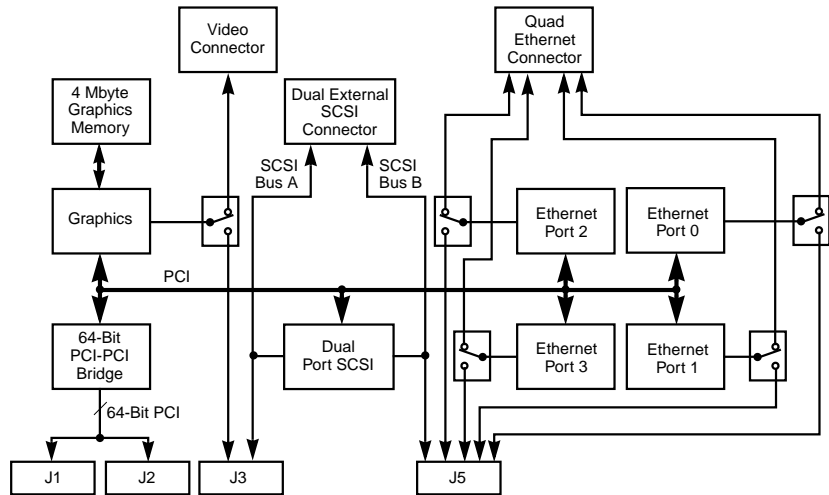 Video
Connector
Quad
Ethernet
Connector
4 Mbyte
Graphics
Memory
Dual External
SCSI
Connector
SCSI
Bus A
SCSI
Bus B
Graphics
Ethernet
Port 2
Ethernet
Port 0
PCI
64-Bit
PCI-PCI
Bridge
Dual
Port SCSI
Ethernet
Port 3
Ethernet
Port 1
64-Bit PCI
J1
J2
J3
J5